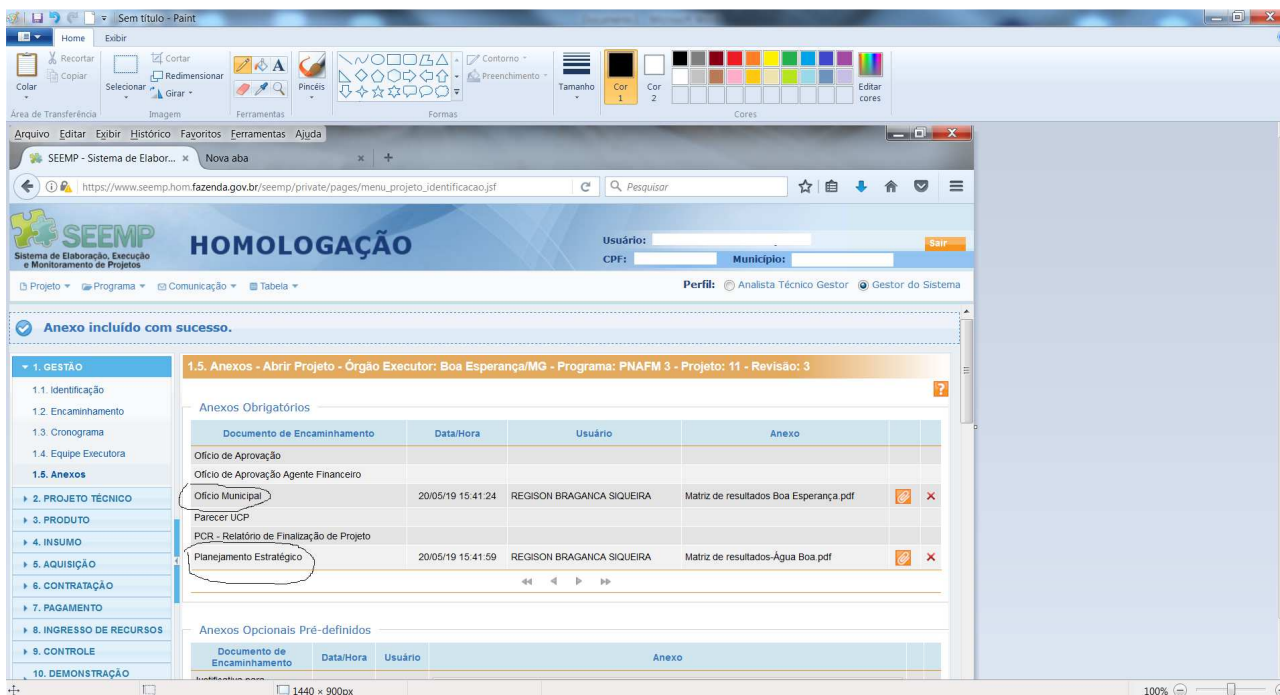 Sem título - Paint
Home Exibir
Colar
Recortar
Copiar
Área de Transferência
Selecionar
Cortar
Redimensionar
Girar
Imagem
A
Ferramentas
Pincéis
Contorno
Preenchimento
Formas
Tamanho
Cor 1
Cor 2
Editar cores
Cores
Arquivo Editar Exibir Histórico Favoritos Ferramentas Ajuda
SEEMP - Sistema de Elabor... × Nova aba × +
https://www.seemp.hom.fazenda.gov.br/seemp/private/pages/menu_projeto_identificacao.jsf
Pesquisar
SEEMP
Sistema de Elaboração, Execução
e Monitoramento de Projetos
HOMOLOGAÇÃO
Usuário:
Sair
CPF: Município:
Projeto Programa Comunicação Tabela
Perfil: Analista Técnico Gestor Gestor do Sistema
Anexo incluído com sucesso.
1. GESTÃO
1.1. Identificação
1.2. Encaminhamento
1.3. Cronograma
1.4. Equipe Executora
1.5. Anexos
2. PROJETO TÉCNICO
3. PRODUTO
4. INSUMO
5. AQUISIÇÃO
6. CONTRATAÇÃO
7. PAGAMENTO
8. INGRESSO DE RECURSOS
9. CONTROLE
10. DEMONSTRAÇÃO
1.5. Anexos - Abrir Projeto - Órgão Executor: Boa Esperança/MG - Programa: PNAFM 3 - Projeto: 11 - Revisão: 3
?
Anexos Obrigatórios
Documento de Encaminhamento Data/Hora Usuário Anexo
Ofício de Aprovação
Ofício de Aprovação Agente Financeiro
Ofício Municipal 20/05/19 15:41:24 REGISON BRAGANCA SIQUEIRA Matriz de resultados Boa Esperança.pdf
Parecer UCP
PCR - Relatório de Finalização de Projeto
Planejamento Estratégico 20/05/19 15:41:59 REGISON BRAGANCA SIQUEIRA Matriz de resultados-Água Boa.pdf
Anexos Opcionais Pré-definidos
Documento de Encaminhamento Data/Hora Usuário Anexo
1440 × 900px
100%